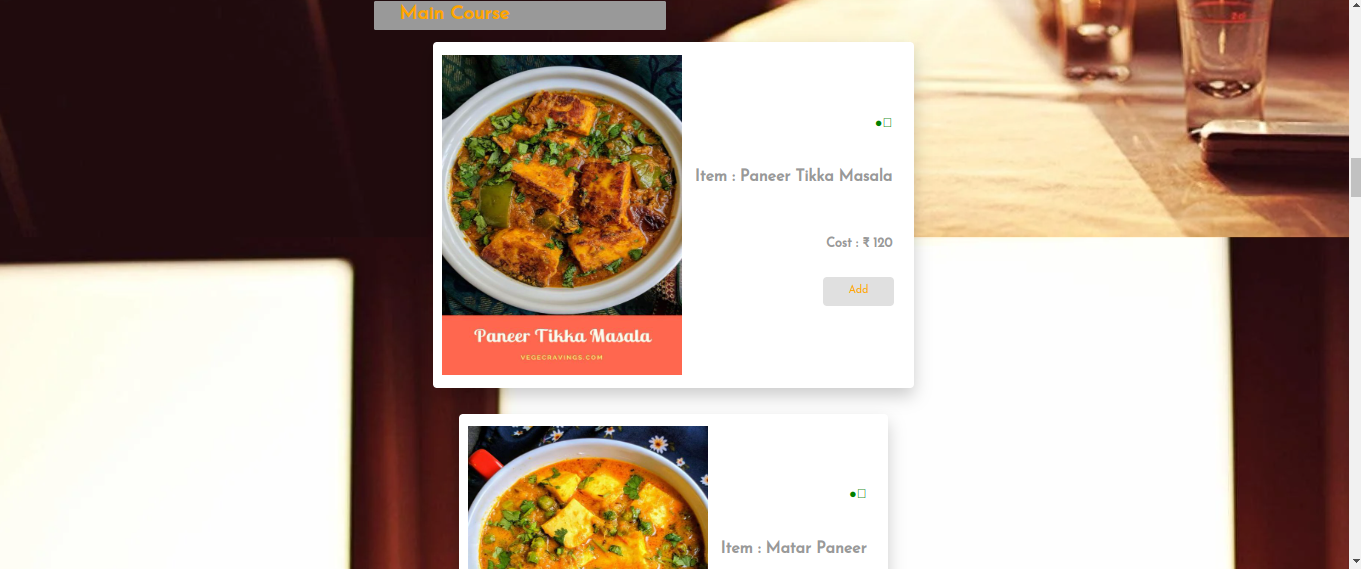 Main Course
Item : Paneer Tikka Masala
Cost : ₹ 120
Add
Paneer Tikka Masala
VEGECRAVINGS.COM
Item : Matar Paneer